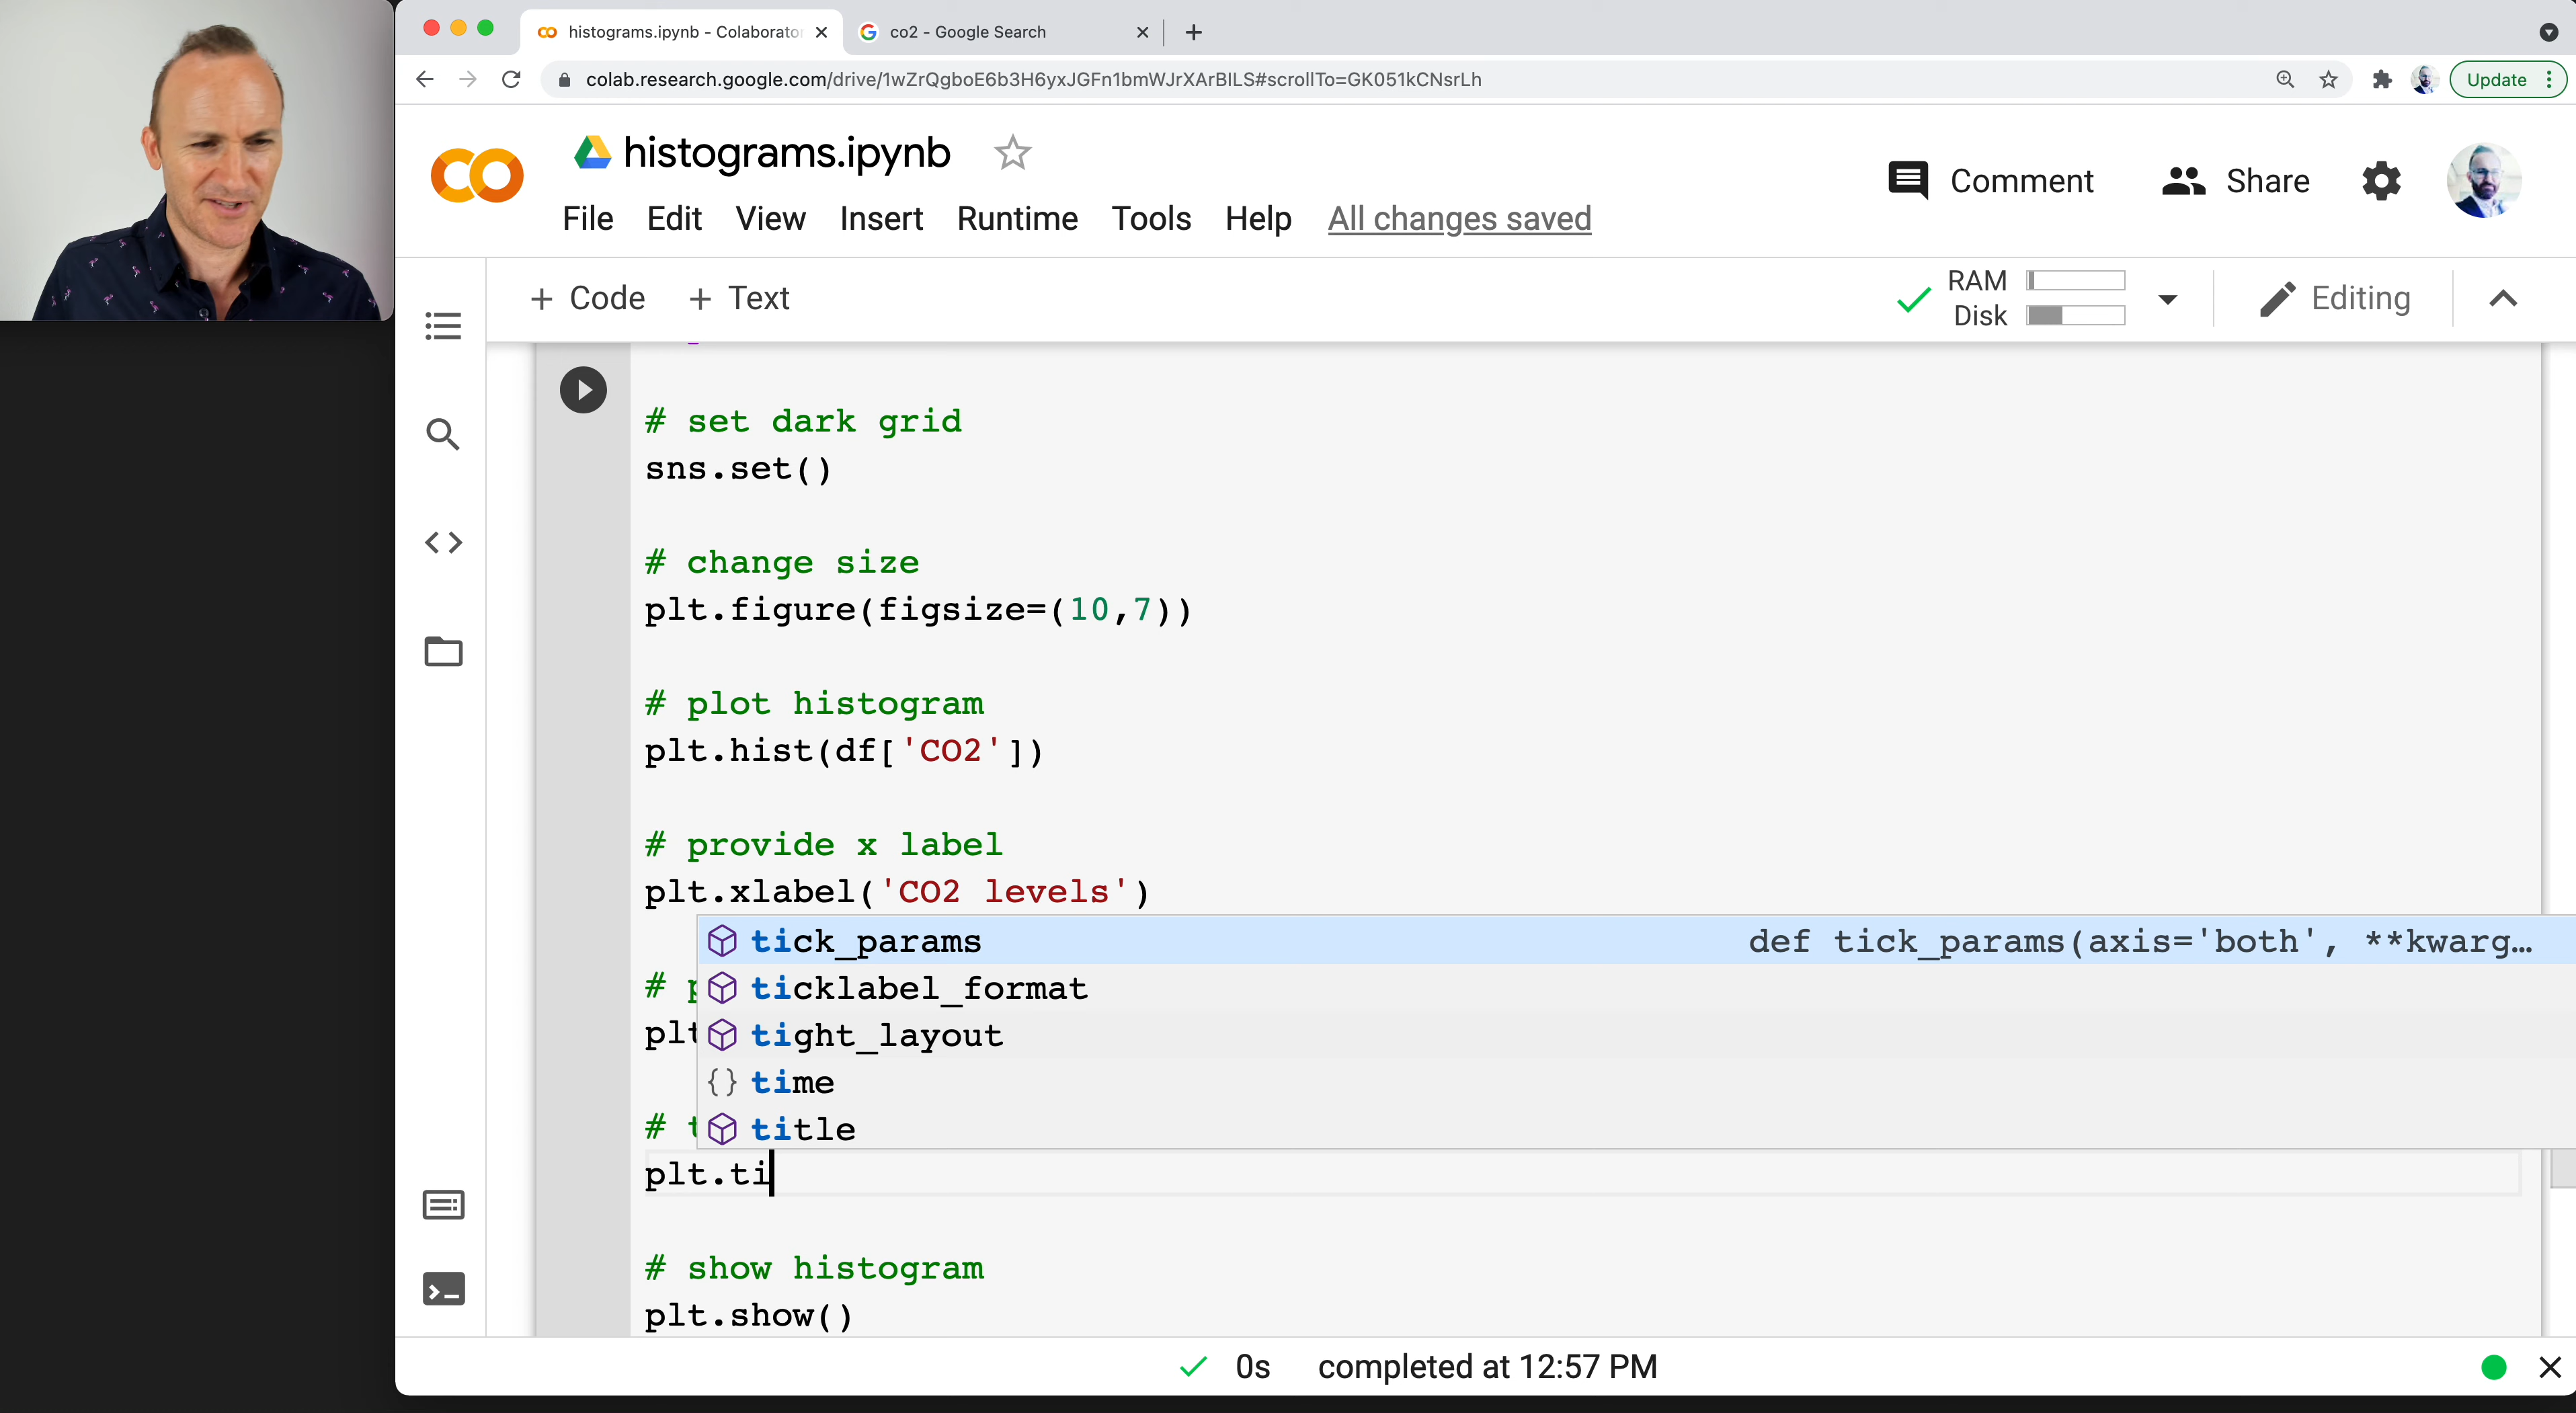 histograms.ipynb - Colaborator
co2 - Google Search
colab.research.google.com/drive/1wZrQgboE6b3H6yxJGFn1bmWJrXArBILS#scrollTo=GK051kCNsrLh
Update
histograms.ipynb
Comment
Share
File Edit View Insert Runtime Tools Help All changes saved
+ Code + Text
RAM
Disk
Editing
# set dark grid
sns.set()
# change size
plt.figure(figsize=(10,7))
# plot histogram
plt.hist(df['CO2'])
# provide x label
plt.xlabel('CO2 levels')
tick_params def tick_params(axis='both', **kwarg…
# p
ticklabel_format
plt
tight_layout
{} time
# t
title
plt.ti
# show histogram
plt.show()
0s completed at 12:57 PM